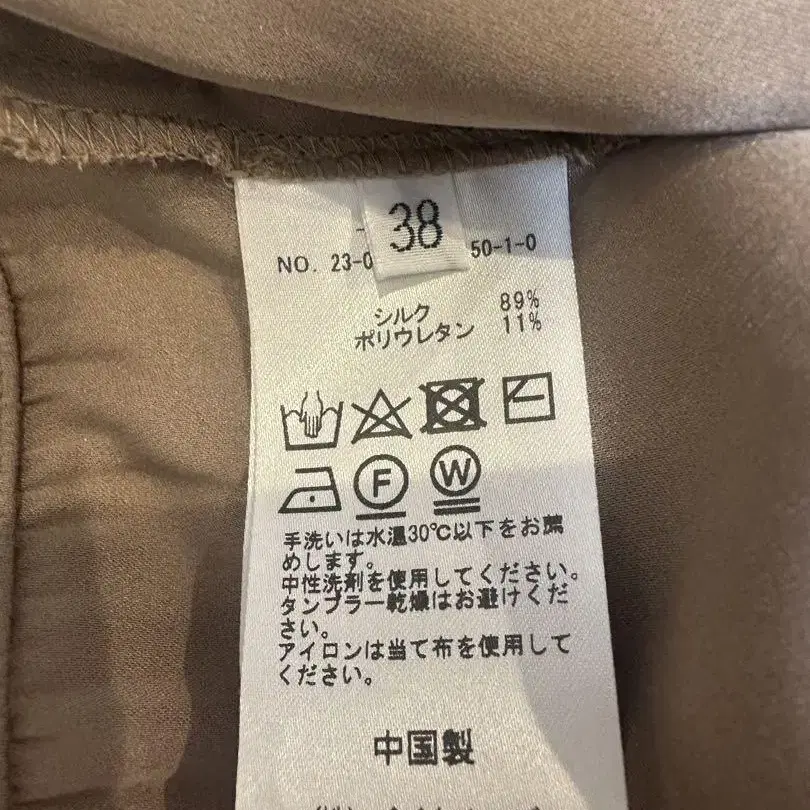 38
NO. 23-0 50-1-0
シルク 89%
ポリウレタン 11%
F W
手洗いは水温30℃以下をお薦
めします。
中性洗剤を使用してください。
タンブラー乾燥はお避けくだ
さい。
アイロンは当て布を使用して
ください。
中国製